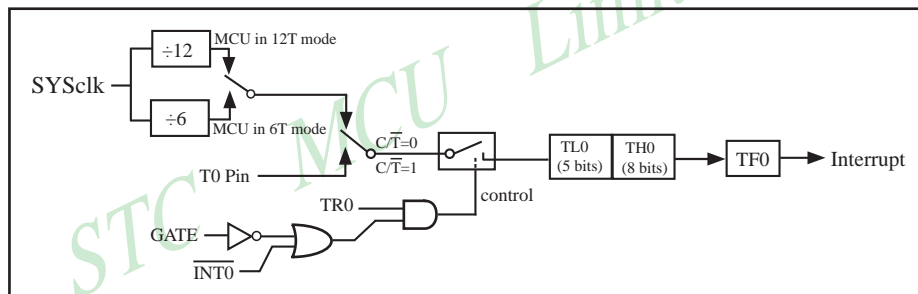 STC MCU Limi
÷12
MCU in 12T mode
SYSclk
÷6
MCU in 6T mode
C/T̅=0
C/T̅=1
T0 Pin
TL0
(5 bits)
TH0
(8 bits)
TF0
Interrupt
control
TR0
GATE
I̅N̅T̅0̅